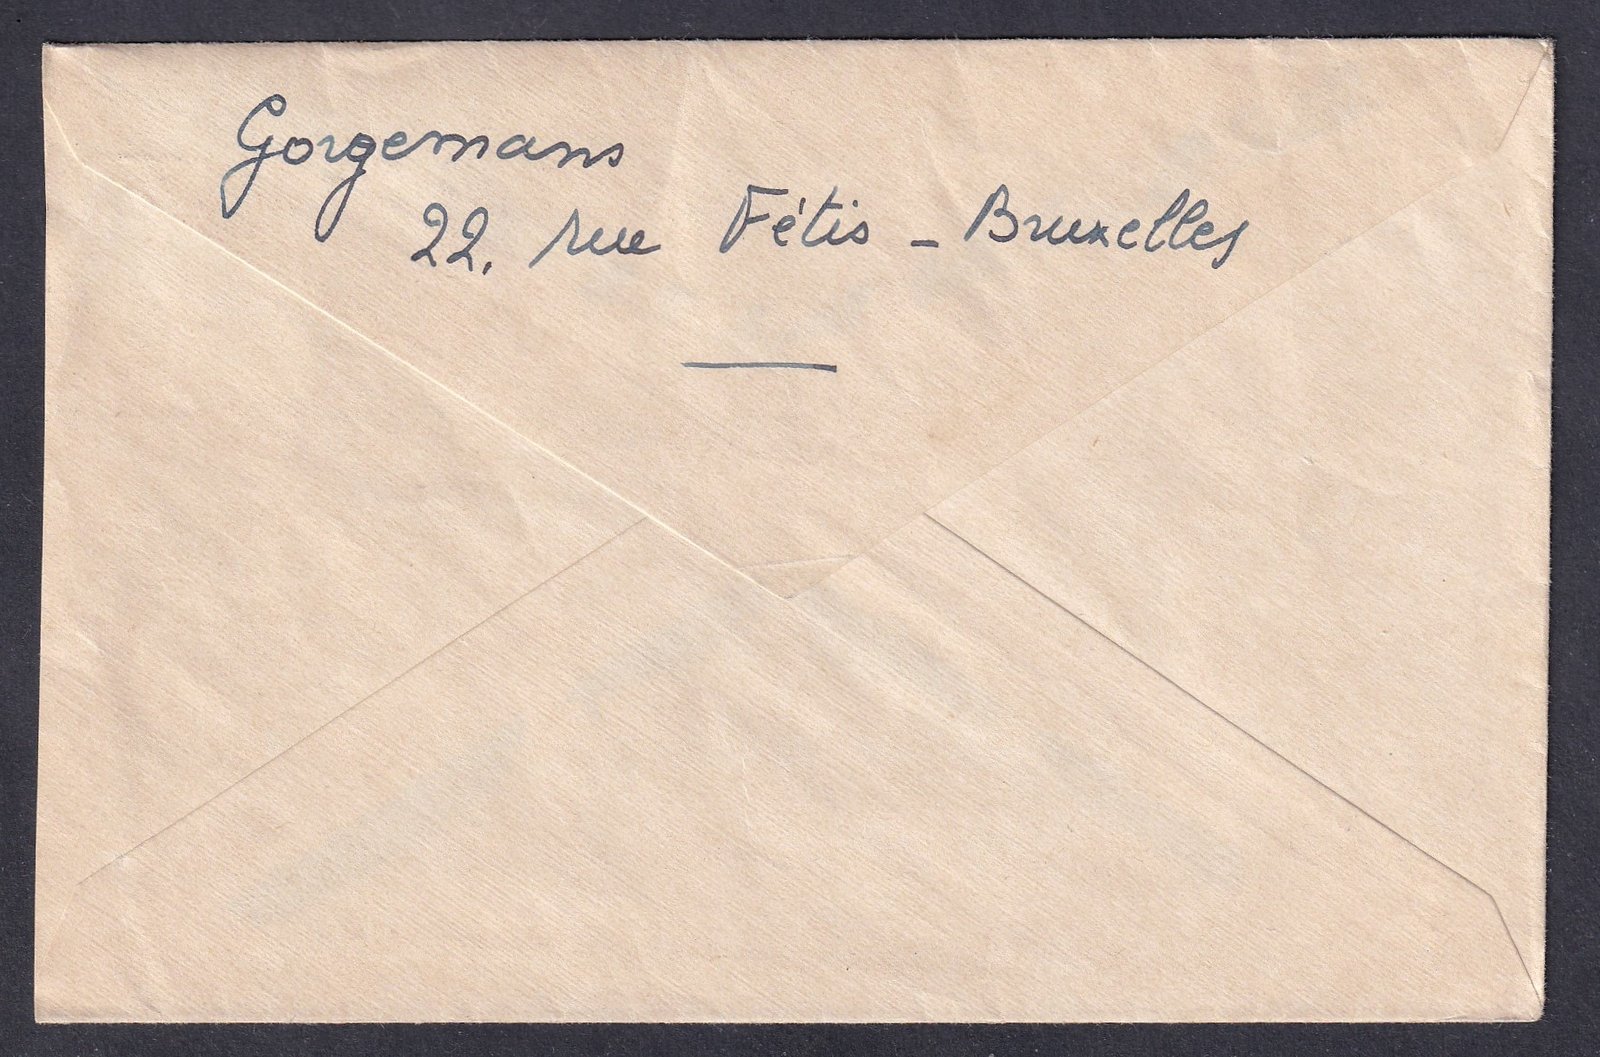 Gorgemans
22, rue Fétis - Bruxelles